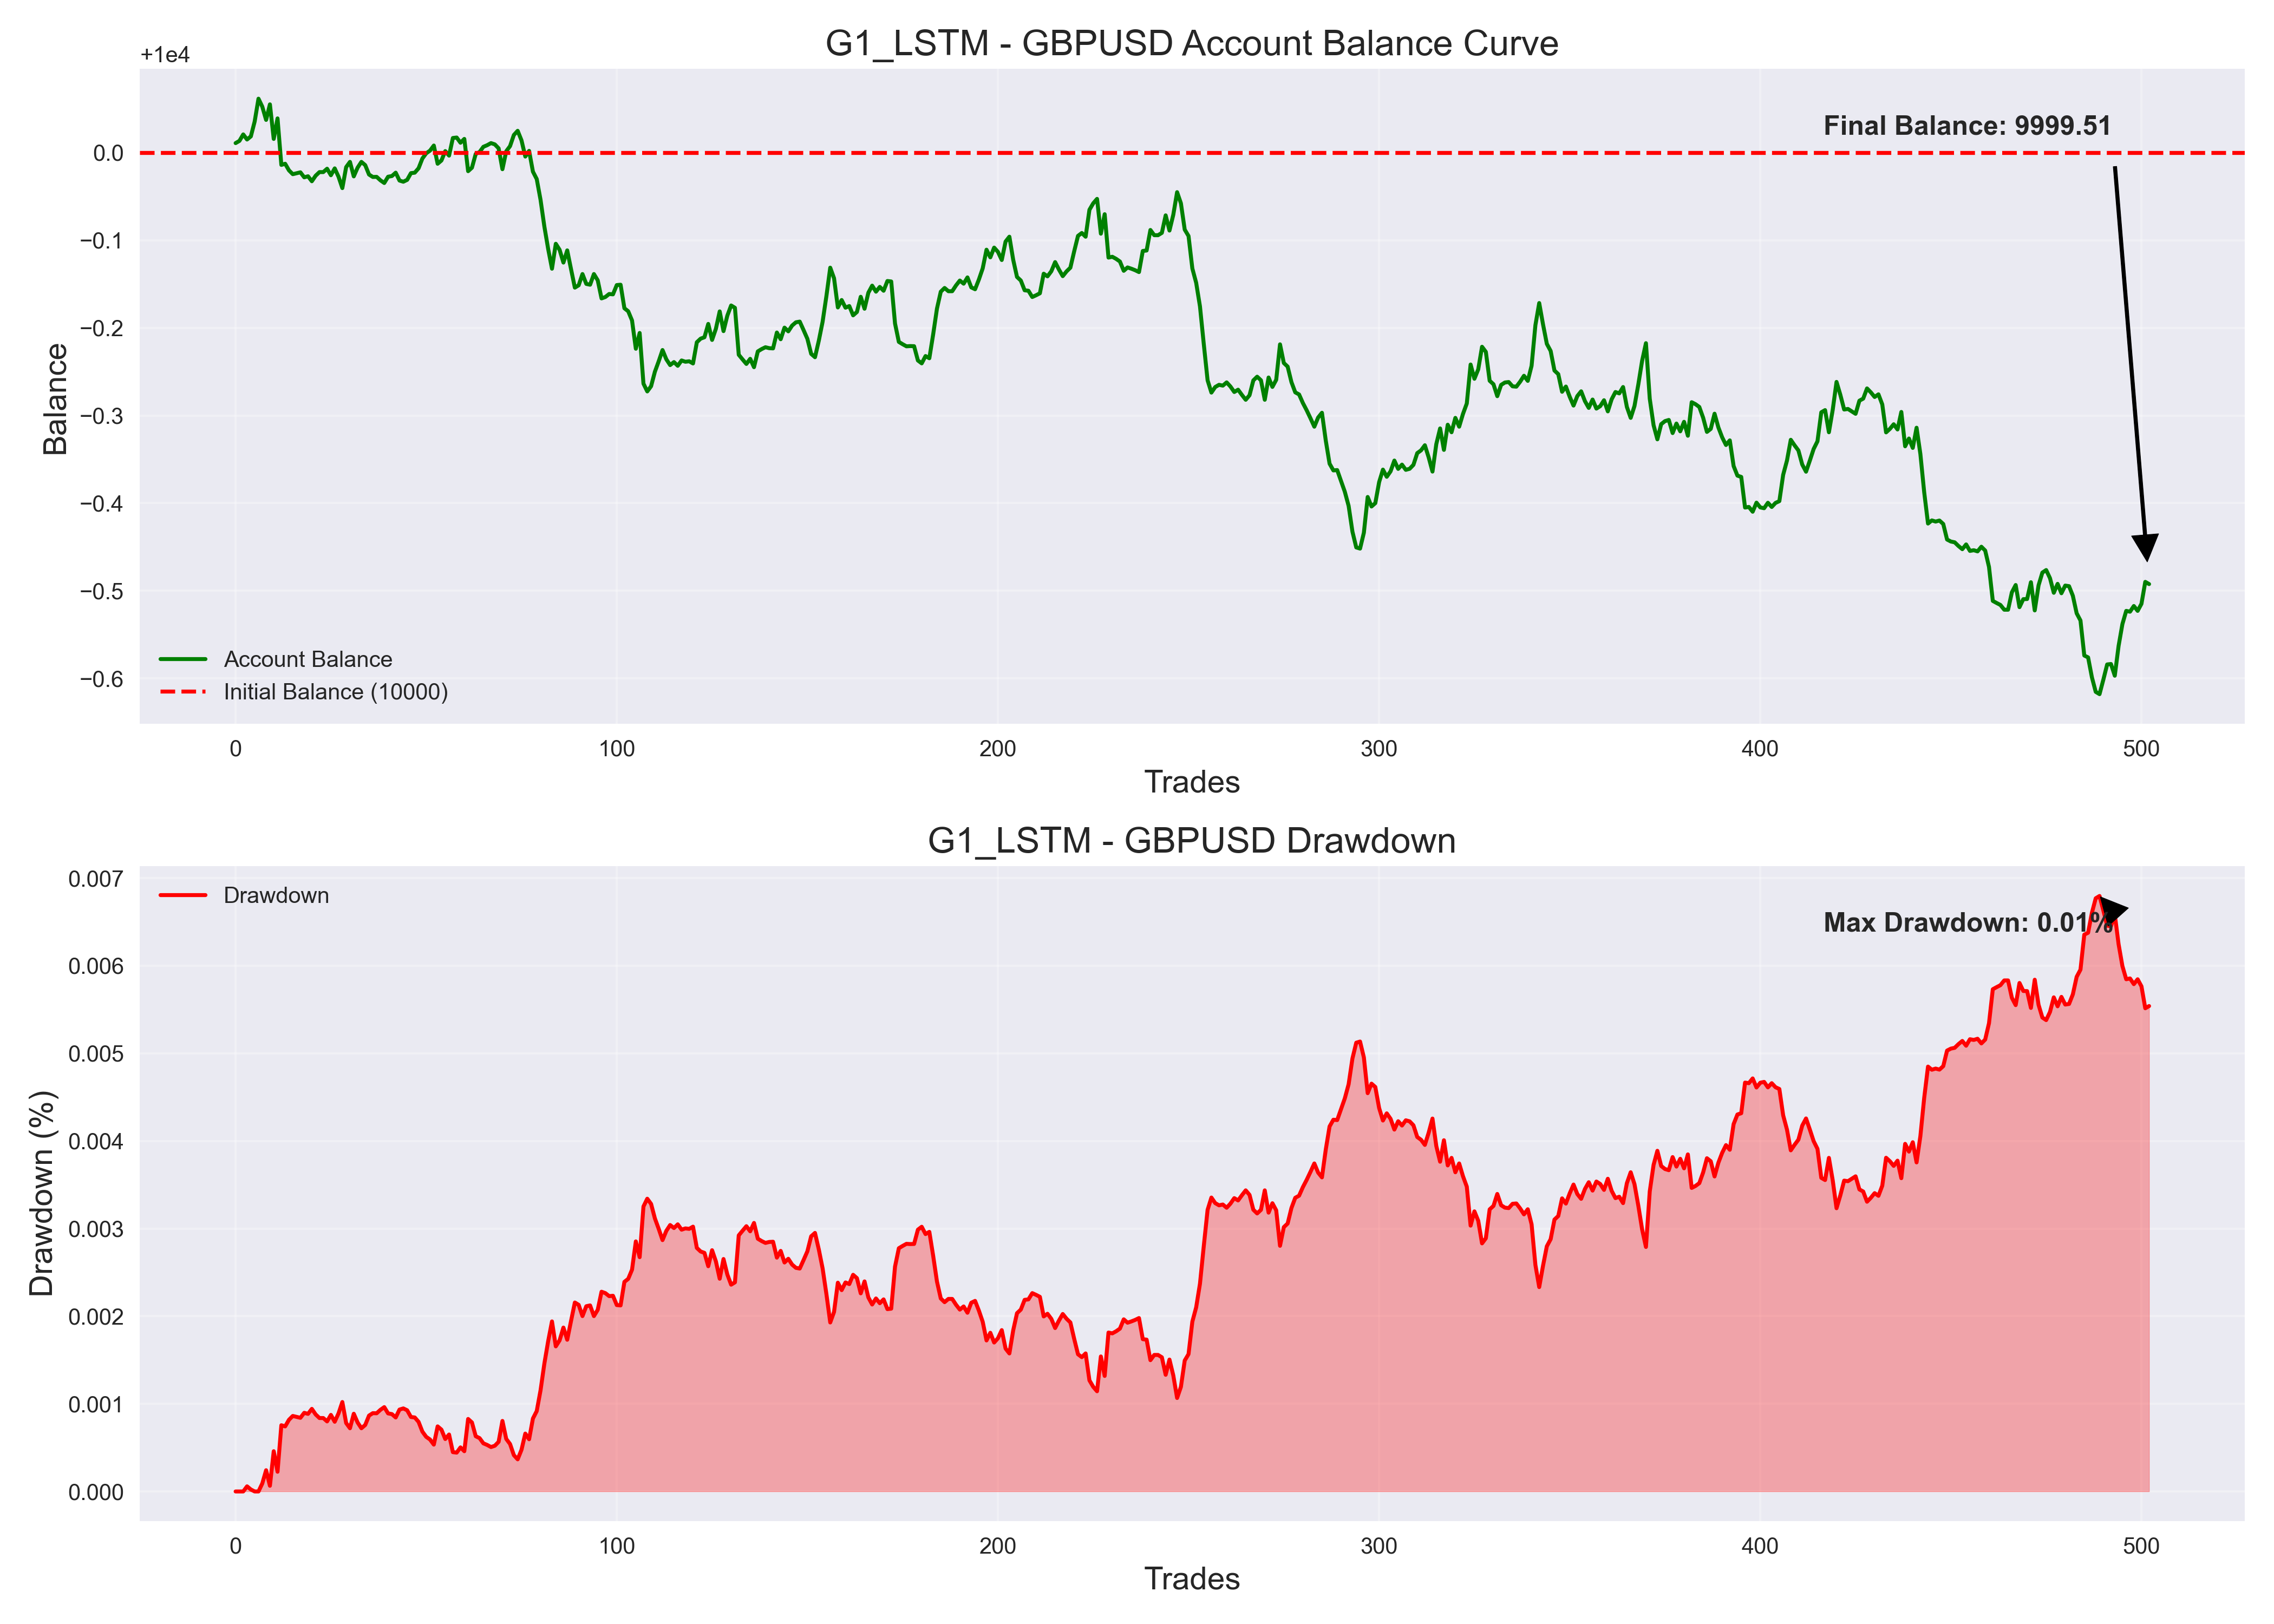 G1_LSTM - GBPUSD Account Balance Curve
+1e4
Final Balance: 9999.51
0.0
−0.1
−0.2
−0.3
−0.4
−0.5
−0.6
Balance
Account Balance
Initial Balance (10000)
0 100 200 300 400 500
Trades
G1_LSTM - GBPUSD Drawdown
0.007
0.006
0.005
0.004
0.003
0.002
0.001
0.000
Drawdown (%)
Drawdown
Max Drawdown: 0.01%
0 100 200 300 400 500
Trades